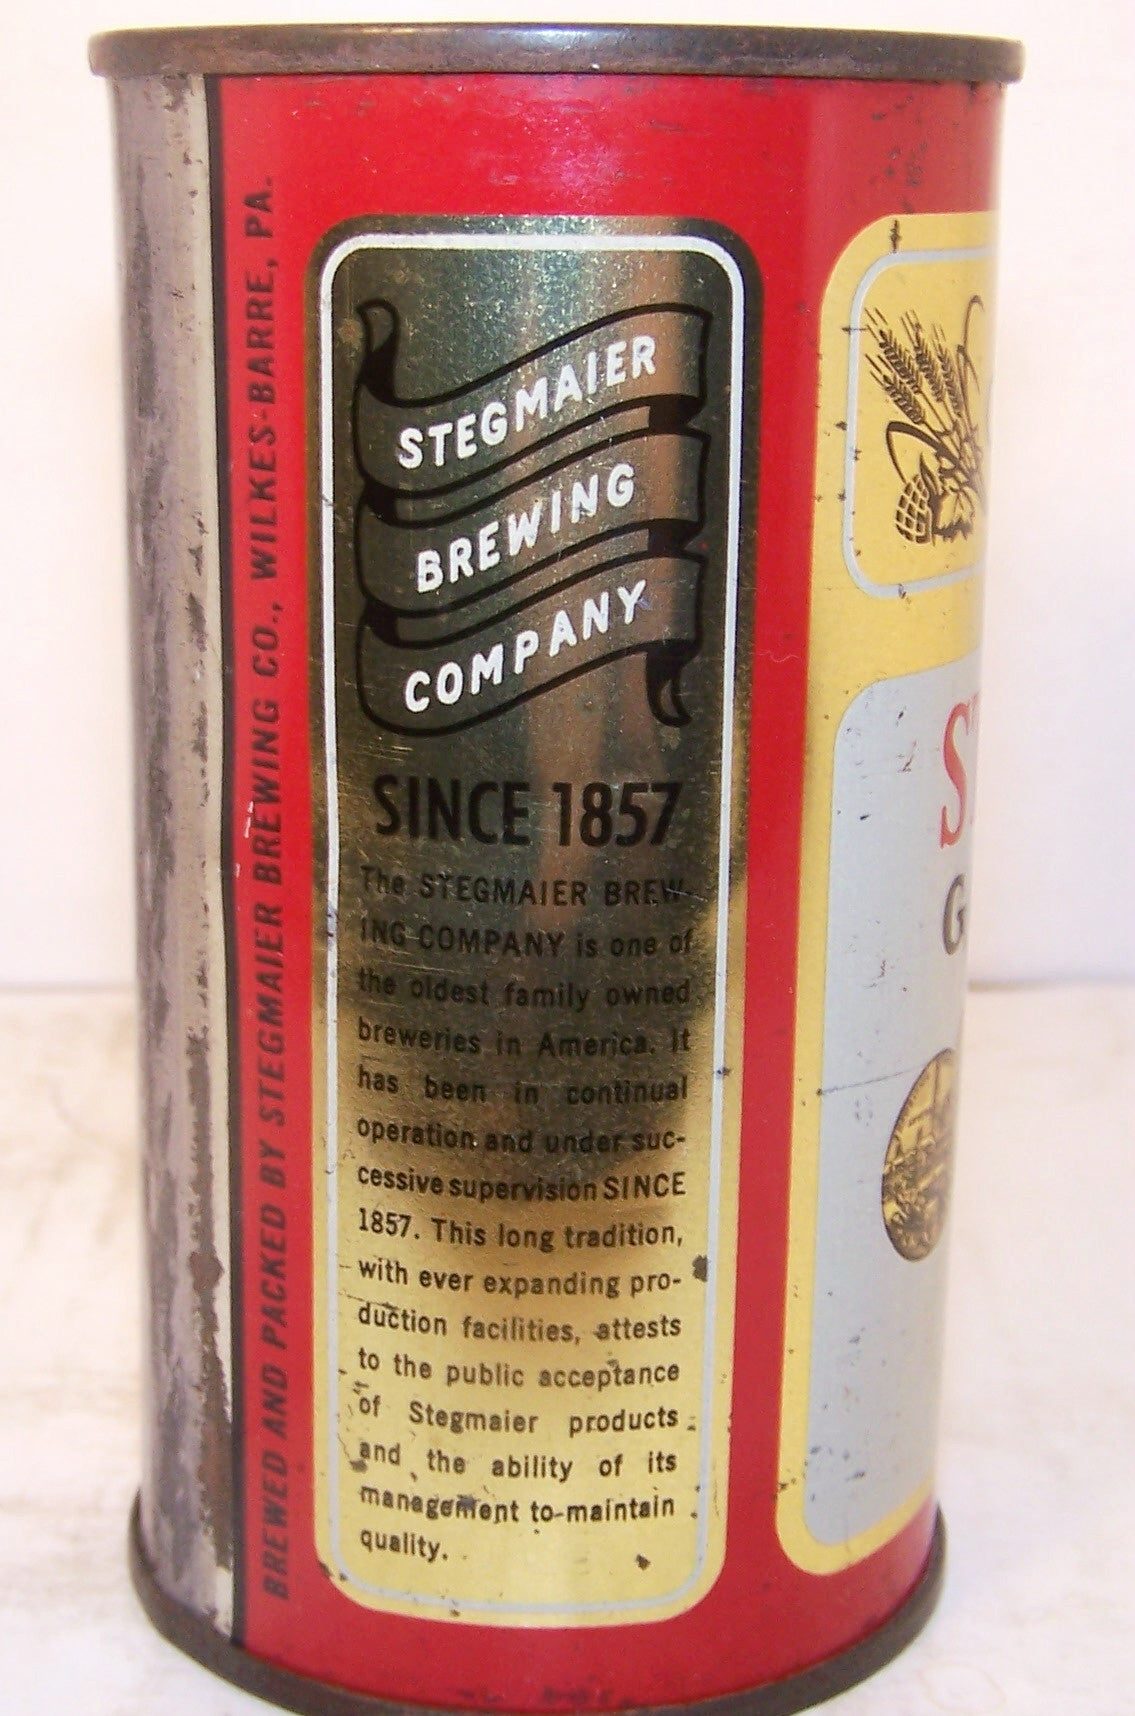 BREWED AND PACKED BY STEGMAIER BREWING CO., WILKES-BARRE, PA.
STEGMAIER
BREWING
COMPANY
SINCE 1857
The STEGMAIER BREW-
ING COMPANY is one of
the oldest family owned
breweries in America. It
has been in continual
operation and under suc-
cessive supervision SINCE
1857. This long tradition,
with ever expanding pro-
duction facilities, attests
to the public acceptance
of Stegmaier products
and the ability of its
management to maintain
quality.